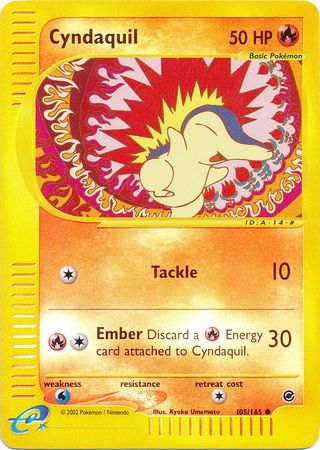 Cyndaquil 50 HP
Basic Pokémon
ID:A-14-#
Tackle 10
Ember Discard a Energy 30
card attached to Cyndaquil.
weakness resistance retreat cost
e
© 2002 Pokémon / Nintendo Illus. Kyoko Umemoto 105/165 ●